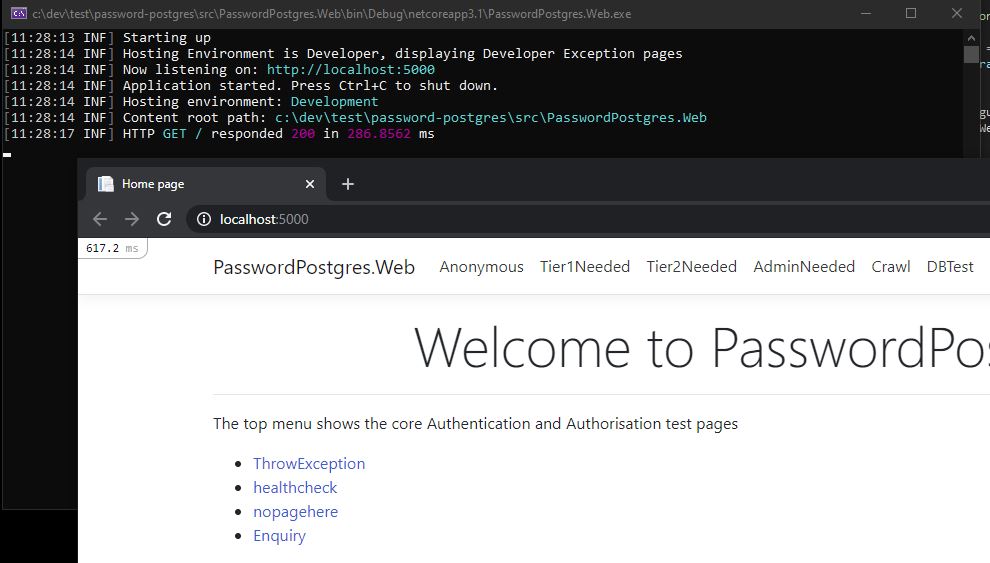 c:\dev\test\password-postgres\src\PasswordPostgres.Web\bin\Debug\netcoreapp3.1\PasswordPostgres.Web.exe
[11:28:13 INF] Starting up
[11:28:14 INF] Hosting Environment is Developer, displaying Developer Exception pages
[11:28:14 INF] Now listening on: http://localhost:5000
[11:28:14 INF] Application started. Press Ctrl+C to shut down.
[11:28:14 INF] Hosting environment: Development
[11:28:14 INF] Content root path: c:\dev\test\password-postgres\src\PasswordPostgres.Web
[11:28:17 INF] HTTP GET / responded 200 in 286.8562 ms
Home page
localhost:5000
617.2 ms
PasswordPostgres.Web Anonymous Tier1Needed Tier2Needed AdminNeeded Crawl DBTest
Welcome to PasswordPos
The top menu shows the core Authentication and Authorisation test pages
ThrowException
healthcheck
nopagehere
Enquiry